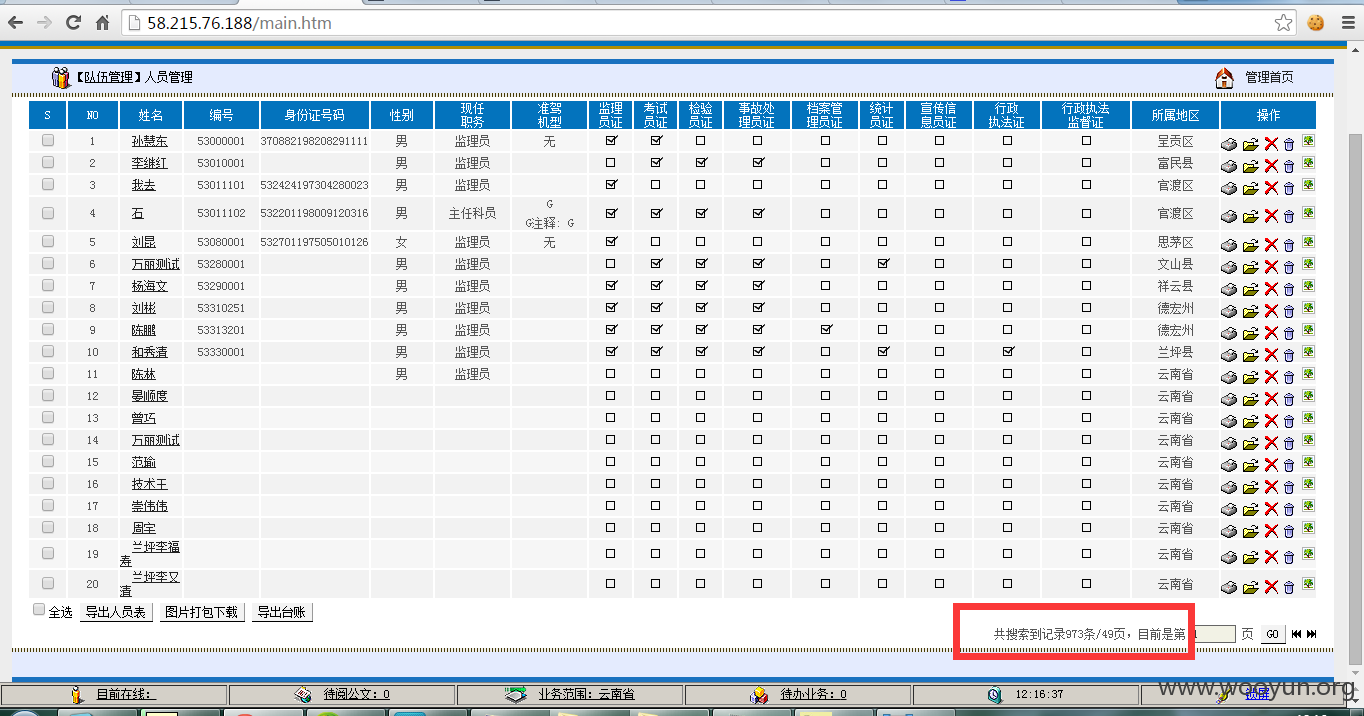 58.215.76.188/main.htm
【队伍管理】人员管理 管理首页
S NO 姓名 编号 身份证号码 性别 现任职务 准驾机型 监理员证 考试员证 检验员证 事故处理员证 档案管理员证 统计员证 宣传信息员证 行政执法证 行政执法监督证 所属地区 操作
1 孙慧东 53000001 370882198208291111 男 监理员 无 呈贡区
2 李继红 53010001 男 监理员 富民县
3 我去 53011101 532424197304280023 男 监理员 官渡区
4 石 53011102 532201198009120316 男 主任科员 G G注释：G 官渡区
5 刘昆 53080001 532701197505010126 女 监理员 无 思茅区
6 万丽测试 53280001 男 监理员 文山县
7 杨海文 53290001 男 监理员 祥云县
8 刘彬 53310251 男 监理员 德宏州
9 陈鹏 53313201 男 监理员 德宏州
10 和秀清 53330001 男 监理员 兰坪县
11 陈林 男 监理员 云南省
12 晏顺度 云南省
13 曾巧 云南省
14 万丽测试 云南省
15 范瑜 云南省
16 技术王 云南省
17 崇伟伟 云南省
18 周宇 云南省
19 兰坪李福寿 云南省
20 兰坪李又清 云南省
全选 导出人员表 图片打包下载 导出台账
共搜索到记录973条/49页，目前是第 1 页 GO
目前在线： 待阅公文：0 业务范围：云南省 待办业务：0 12:16:37 锁屏
www.wooyun.org